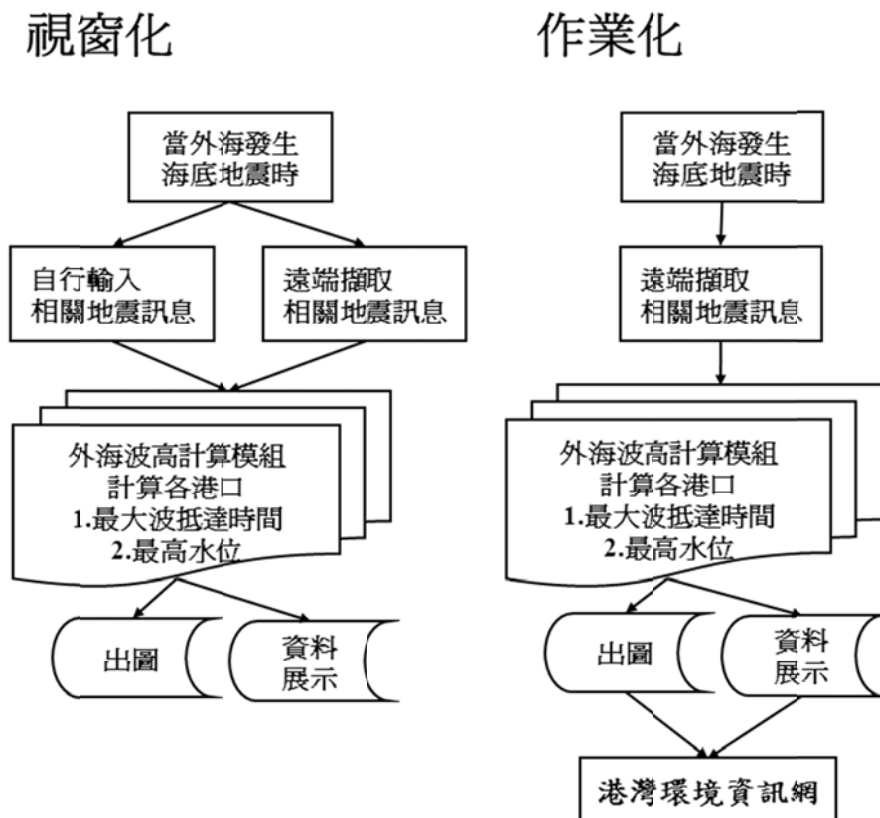 視窗化
當外海發生
海底地震時
自行輸入
相關地震訊息
遠端擷取
相關地震訊息
外海波高計算模組
計算各港口
1.最大波抵達時間
2.最高水位
出圖
資料
展示
作業化
當外海發生
海底地震時
遠端擷取
相關地震訊息
外海波高計算模組
計算各港口
1.最大波抵達時間
2.最高水位
出圖
資料
展示
港灣環境資訊網